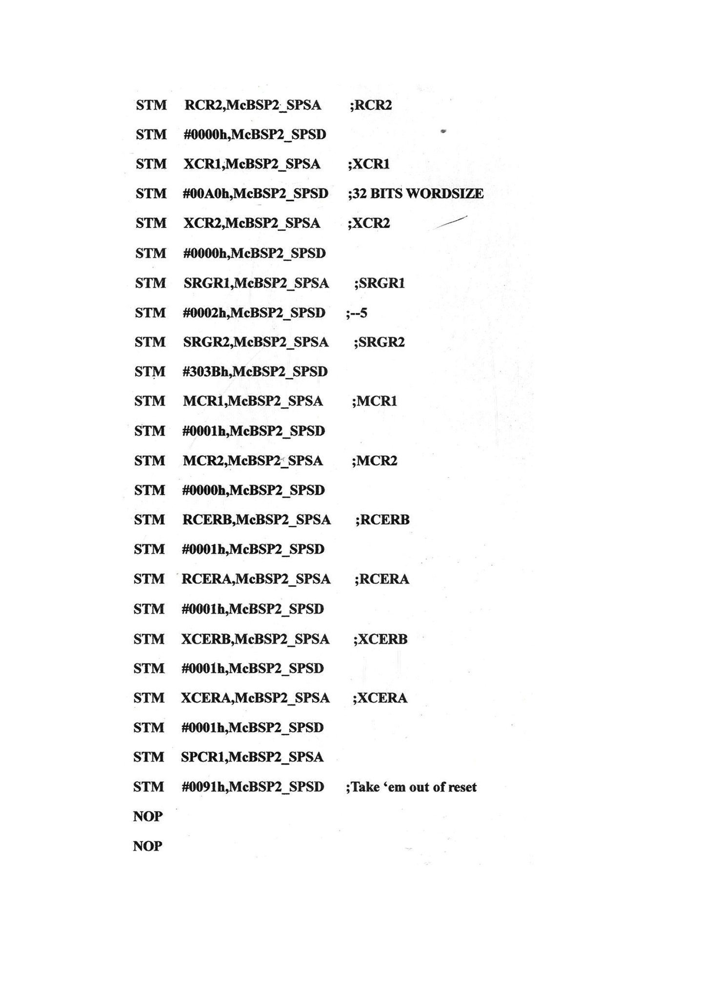 STM RCR2,McBSP2_SPSA ;RCR2
STM #0000h,McBSP2_SPSD
STM XCR1,McBSP2_SPSA ;XCR1
STM #00A0h,McBSP2_SPSD ;32 BITS WORDSIZE
STM XCR2,McBSP2_SPSA ;XCR2
STM #0000h,McBSP2_SPSD
STM SRGR1,McBSP2_SPSA ;SRGR1
STM #0002h,McBSP2_SPSD ;--5
STM SRGR2,McBSP2_SPSA ;SRGR2
STM #303Bh,McBSP2_SPSD
STM MCR1,McBSP2_SPSA ;MCR1
STM #0001h,McBSP2_SPSD
STM MCR2,McBSP2_SPSA ;MCR2
STM #0000h,McBSP2_SPSD
STM RCERB,McBSP2_SPSA ;RCERB
STM #0001h,McBSP2_SPSD
STM RCERA,McBSP2_SPSA ;RCERA
STM #0001h,McBSP2_SPSD
STM XCERB,McBSP2_SPSA ;XCERB
STM #0001h,McBSP2_SPSD
STM XCERA,McBSP2_SPSA ;XCERA
STM #0001h,McBSP2_SPSD
STM SPCR1,McBSP2_SPSA
STM #0091h,McBSP2_SPSD ;Take ‘em out of reset
NOP
NOP